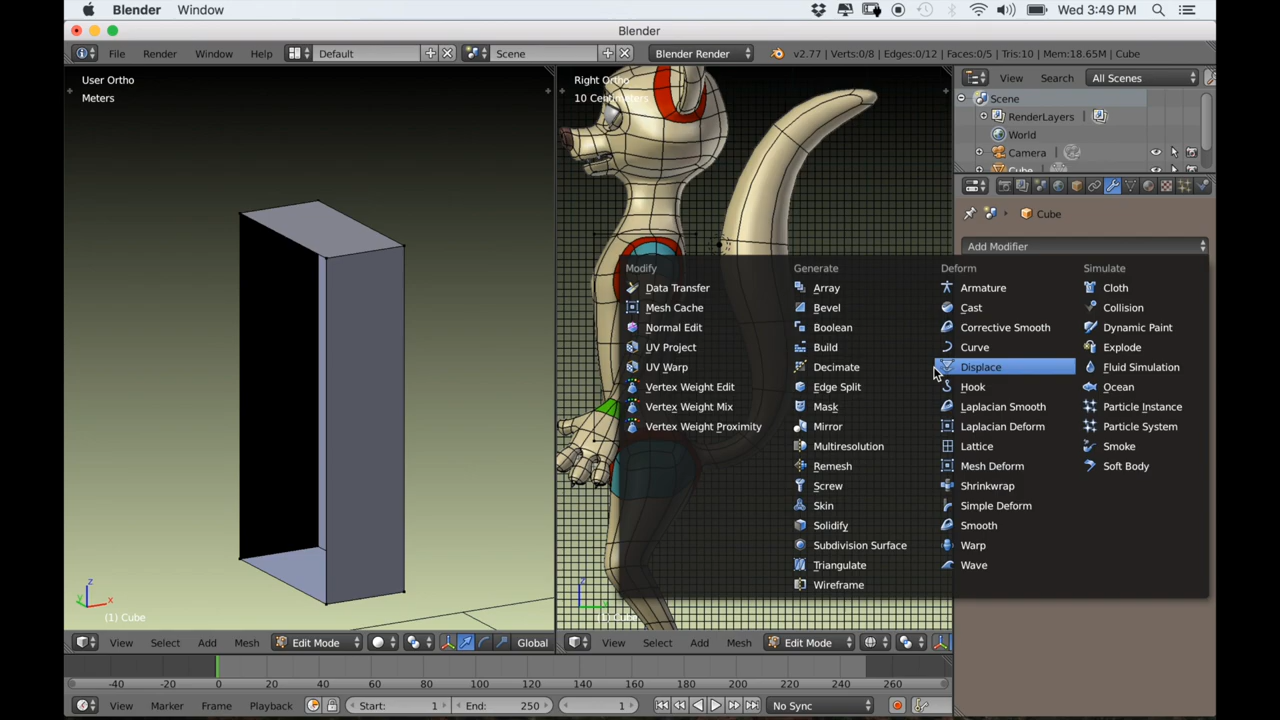 Blender Window Wed 3:49 PM
Blender
File Render Window Help Default Scene Blender Render v2.77 | Verts:0/8 | Edges:0/12 | Faces:0/5 | Tris:10 | Mem:18.65M | Cube
User Ortho
Meters
Right Ortho
10 Centimeters
View Search All Scenes
Scene
RenderLayers
World
Camera
Cube
Cube
Add Modifier
Modify
Data Transfer
Mesh Cache
Normal Edit
UV Project
UV Warp
Vertex Weight Edit
Vertex Weight Mix
Vertex Weight Proximity
Generate
Array
Bevel
Boolean
Build
Decimate
Edge Split
Mask
Mirror
Multiresolution
Remesh
Screw
Skin
Solidify
Subdivision Surface
Triangulate
Wireframe
Deform
Armature
Cast
Corrective Smooth
Curve
Displace
Hook
Laplacian Smooth
Laplacian Deform
Lattice
Mesh Deform
Shrinkwrap
Simple Deform
Smooth
Warp
Wave
Simulate
Cloth
Collision
Dynamic Paint
Explode
Fluid Simulation
Ocean
Particle Instance
Particle System
Smoke
Soft Body
z
y x
(1) Cube
z
(1) Cube
View Select Add Mesh Edit Mode Global
View Select Add Mesh Edit Mode
-40 -20 0 20 40 60 80 100 120 140 160 180 200 220 240 260
View Marker Frame Playback Start: 1 End: 250 1 No Sync